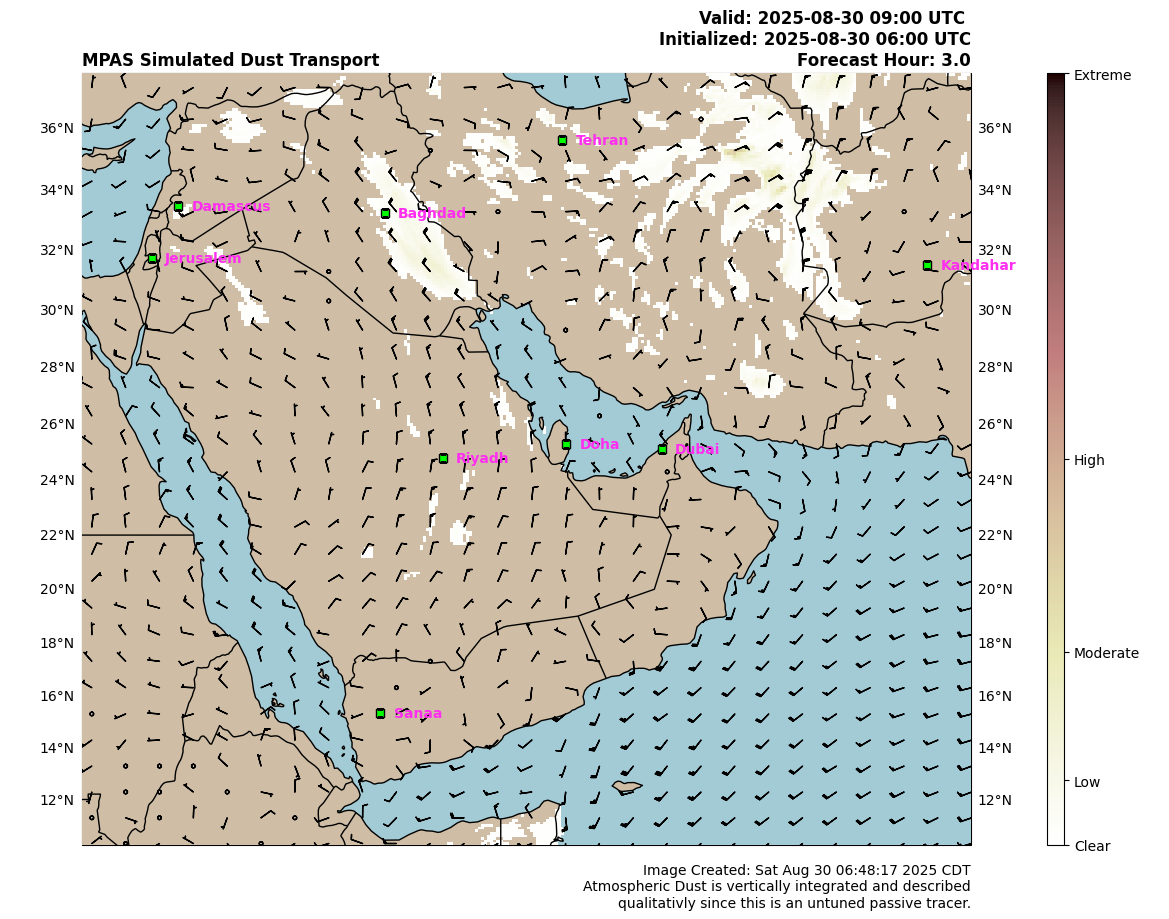 Valid: 2025-08-30 09:00 UTC
Initialized: 2025-08-30 06:00 UTC
MPAS Simulated Dust Transport Forecast Hour: 3.0
Extreme
36°N 36°N
Tehran
34°N 34°N
Damascus
Baghdad
32°N 32°N
Jerusalem
Kandahar
30°N 30°N
28°N 28°N
26°N 26°N
Doha
Dubai
Riyadh
High
24°N 24°N
22°N 22°N
20°N 20°N
18°N 18°N
Moderate
16°N 16°N
Sanaa
14°N 14°N
Low
12°N 12°N
Clear
Image Created: Sat Aug 30 06:48:17 2025 CDT
Atmospheric Dust is vertically integrated and described
qualitativly since this is an untuned passive tracer.